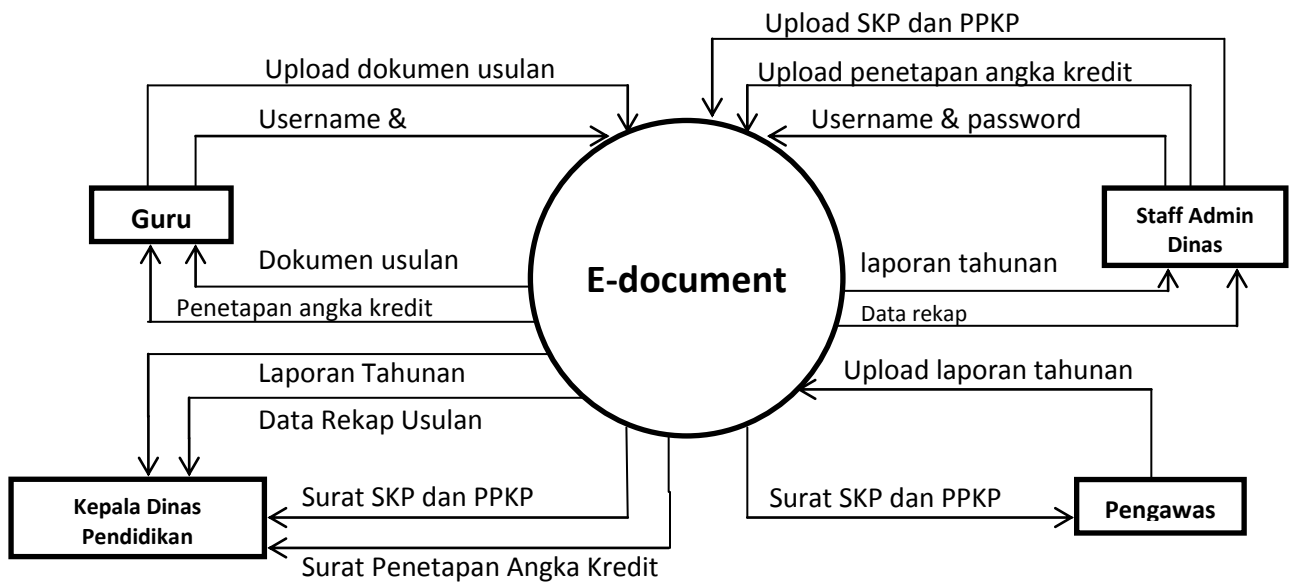 Upload SKP dan PPKP
Upload dokumen usulan
Upload penetapan angka kredit
Username &
Username & password
Guru
Staff Admin
Dinas
E-document
Dokumen usulan
laporan tahunan
Penetapan angka kredit
Data rekap
Laporan Tahunan
Upload laporan tahunan
Data Rekap Usulan
Kepala Dinas
Pendidikan
Surat SKP dan PPKP
Surat SKP dan PPKP
Pengawas
Surat Penetapan Angka Kredit